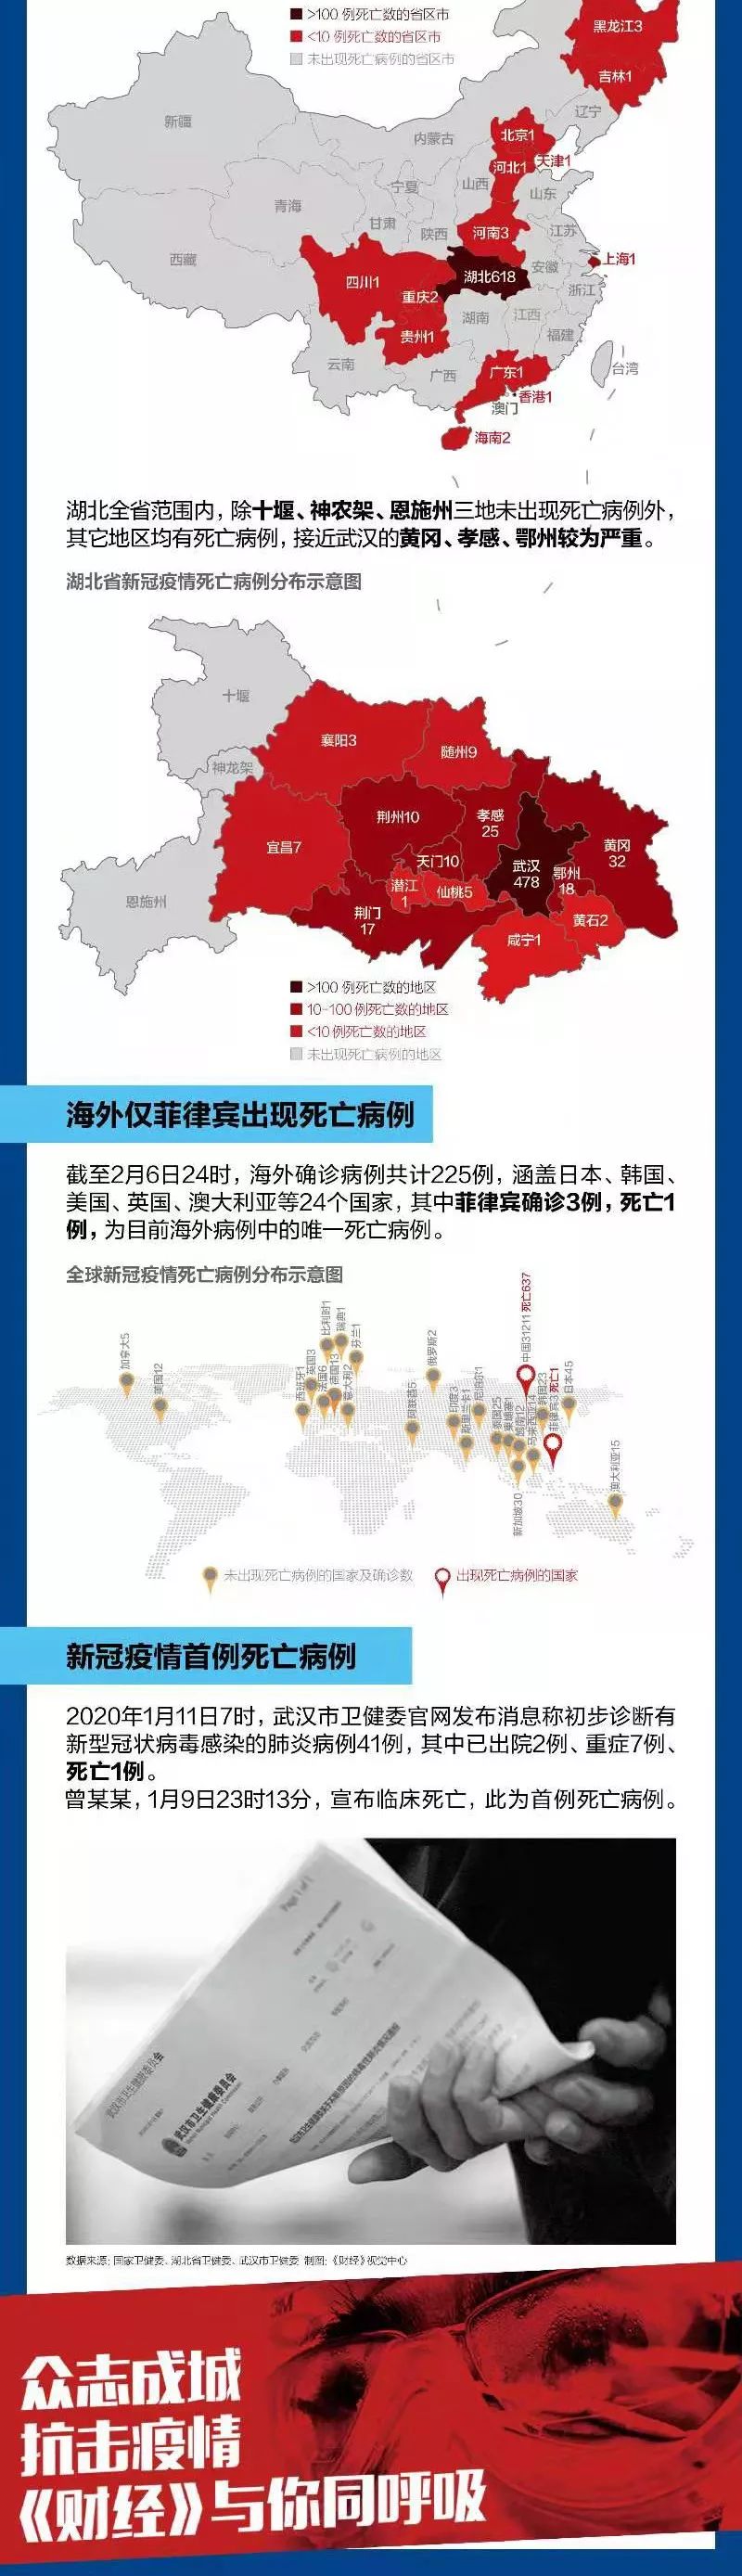 >100 例死亡数的省区市
<10 例死亡数的省区市
未出现死亡病例的省区市
黑龙江3
吉林1
辽宁
新疆
内蒙古
北京1
天津1
河北1
山西
山东
宁夏
青海
甘肃
陕西
河南3
江苏
西藏
四川1
重庆2
湖北618
安徽
上海1
浙江
贵州1
湖南
江西
福建
云南
广西
广东1
台湾
香港1
澳门
海南2
湖北全省范围内，除十堰、神农架、恩施州三地未出现死亡病例外，
其它地区均有死亡病例，接近武汉的黄冈、孝感、鄂州较为严重。
湖北省新冠疫情死亡病例分布示意图
十堰
襄阳3
随州9
神龙架
荆州10
孝感
25
宜昌7
黄冈
32
天门10
武汉
478
鄂州
18
潜江
1
仙桃5
恩施州
荆门
17
黄石2
咸宁1
>100 例死亡数的地区
10-100 例死亡数的地区
<10 例死亡数的地区
未出现死亡病例的地区
海外仅菲律宾出现死亡病例
截至2月6日24时，海外确诊病例共计225例，涵盖日本、韩国、
美国、英国、澳大利亚等24个国家，其中菲律宾确诊3例，死亡1
例，为目前海外病例中的唯一死亡病例。
全球新冠疫情死亡病例分布示意图
加拿大5
美国12
西班牙1
英国3
比利时1
法国6
瑞典1
德国13
芬兰1
意大利2
阿联酋5
俄罗斯2
印度3
斯里兰卡1
尼泊尔1
泰国25
柬埔寨1
越南12
新加坡30
马来西亚14
中国31211 死亡637
韩国23
菲律宾3 死亡1
日本45
澳大利亚15
未出现死亡病例的国家及确诊数
出现死亡病例的国家
新冠疫情首例死亡病例
2020年1月11日7时，武汉市卫健委官网发布消息称初步诊断有
新型冠状病毒感染的肺炎病例41例，其中已出院2例、重症7例、
死亡1例。
曾某某，1月9日23时13分，宣布临床死亡，此为首例死亡病例。
武汉市卫生健康委员会
武汉市卫生健康委员会
数据来源：国家卫健委、湖北省卫健委、武汉市卫健委 制图：《财经》视觉中心
3M
众志成城
抗击疫情
《财经》与你同呼吸